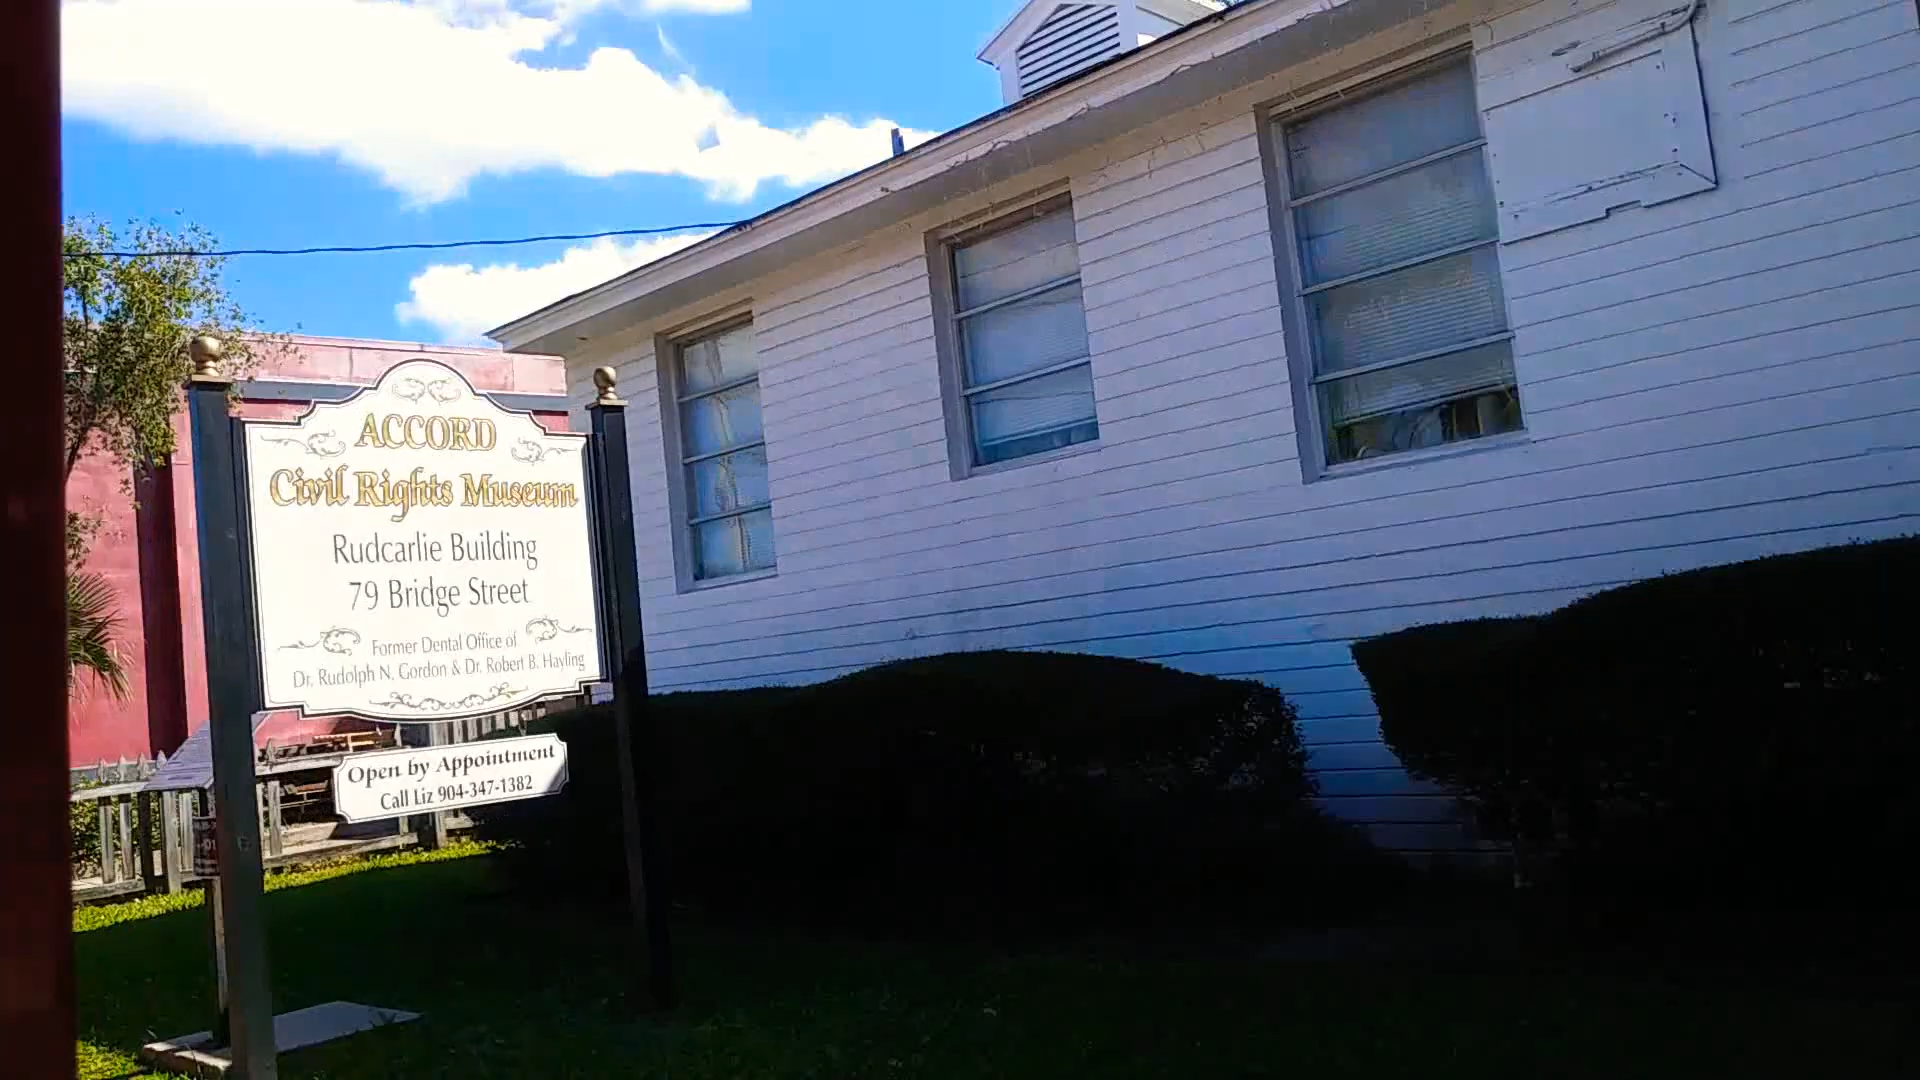 ACCORD
Civil Rights Museum
Rudcarlie Building
79 Bridge Street
Former Dental Office of
Dr. Rudolph N. Gordon & Dr. Robert B. Hayling
Open by Appointment
Call Liz 904-347-1382